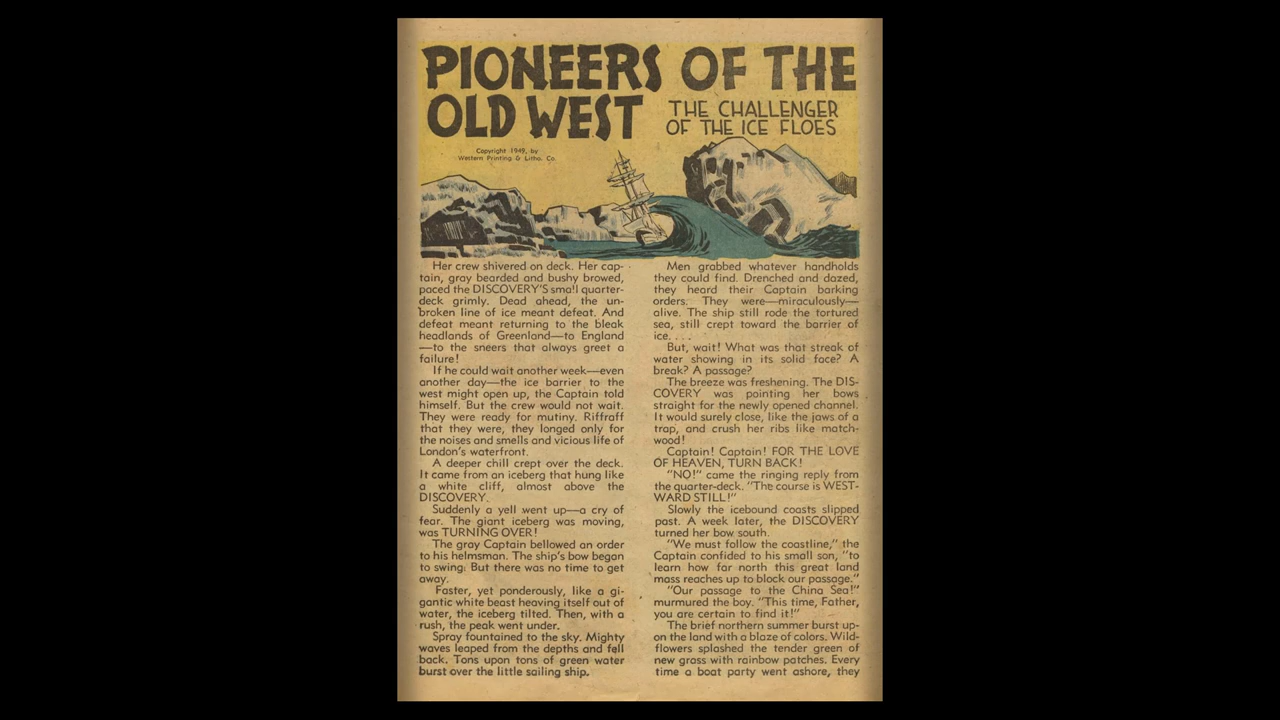 PIONEERS OF THE
OLD WEST
THE CHALLENGER
OF THE ICE FLOES
Copyright 1949, by
Western Printing & Litho. Co.
Her crew shivered on deck. Her cap-
tain, gray bearded and bushy browed,
paced the DISCOVERY'S small quarter-
deck grimly. Dead ahead, the un-
broken line of ice meant defeat. And
defeat meant returning to the bleak
headlands of Greenland—to England
—to the sneers that always greet a
failure!
If he could wait another week—even
another day—the ice barrier to the
west might open up, the Captain told
himself. But the crew would not wait.
They were ready for mutiny. Riffraff
that they were, they longed only for
the noises and smells and vicious life of
London's waterfront.
A deeper chill crept over the deck.
It came from an iceberg that hung like
a white cliff, almost above the
DISCOVERY.
Suddenly a yell went up—a cry of
fear. The giant iceberg was moving,
was TURNING OVER!
The gray Captain bellowed an order
to his helmsman. The ship's bow began
to swing. But there was no time to get
away.
Faster, yet ponderously, like a gi-
gantic white beast heaving itself out of
water, the iceberg tilted. Then, with a
rush, the peak went under.
Spray fountained to the sky. Mighty
waves leaped from the depths and fell
back. Tons upon tons of green water
burst over the little sailing ship.
Men grabbed whatever handholds
they could find. Drenched and dazed,
they heard their Captain barking
orders. They were—miraculously—
alive. The ship still rode the tortured
sea, still crept toward the barrier of
ice. . . .
But, wait! What was that streak of
water showing in its solid face? A
break? A passage?
The breeze was freshening. The DIS-
COVERY was pointing her bows
straight for the newly opened channel.
It would surely close, like the jaws of a
trap, and crush her ribs like match-
wood!
Captain! Captain! FOR THE LOVE
OF HEAVEN, TURN BACK!
"NO!" came the ringing reply from
the quarter-deck. "The course is WEST-
WARD STILL!"
Slowly the icebound coasts slipped
past. A week later, the DISCOVERY
turned her bow south.
"We must follow the coastline," the
Captain confided to his small son, "to
learn how far north this great land
mass reaches up to block our passage."
"Our passage to the China Sea!"
murmured the boy. "This time, Father,
you are certain to find it!"
The brief northern summer burst up-
on the land with a blaze of colors. Wild-
flowers splashed the tender green of
new grass with rainbow patches. Every
time a boat party went ashore, they